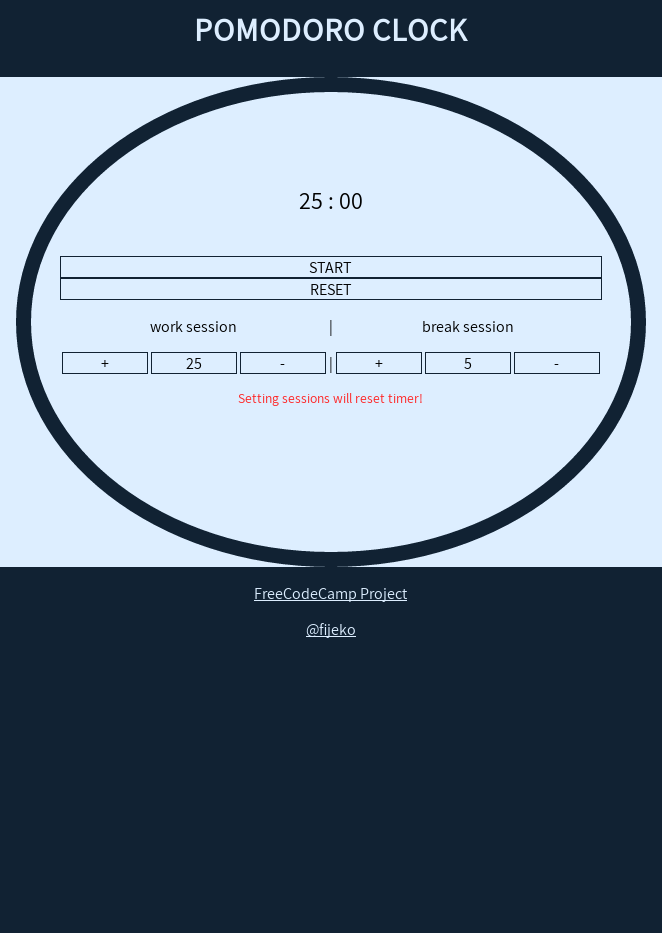 POMODORO CLOCK
25 : 00
START
RESET
work session | break session
+ 25 - | + 5 -
Setting sessions will reset timer!
FreeCodeCamp Project
@fijeko